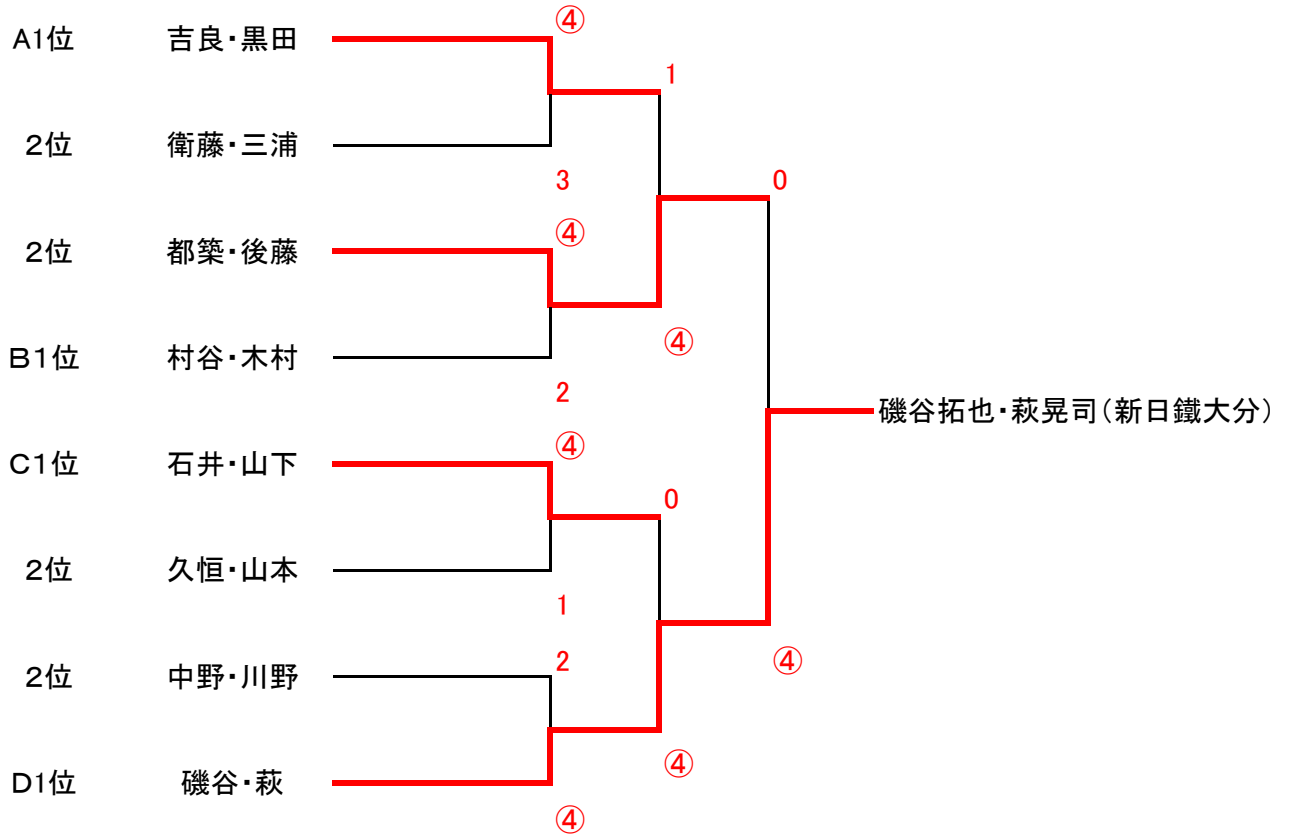 ④
A1位 吉良・黒田
1
2位 衛藤・三浦
3 0
④
2位 都築・後藤
④
B1位 村谷・木村
2
磯谷拓也・萩晃司(新日鐵大分)
④
C1位 石井・山下
0
2位 久恒・山本
1
2 ④
2位 中野・川野
④
D1位 磯谷・萩
④